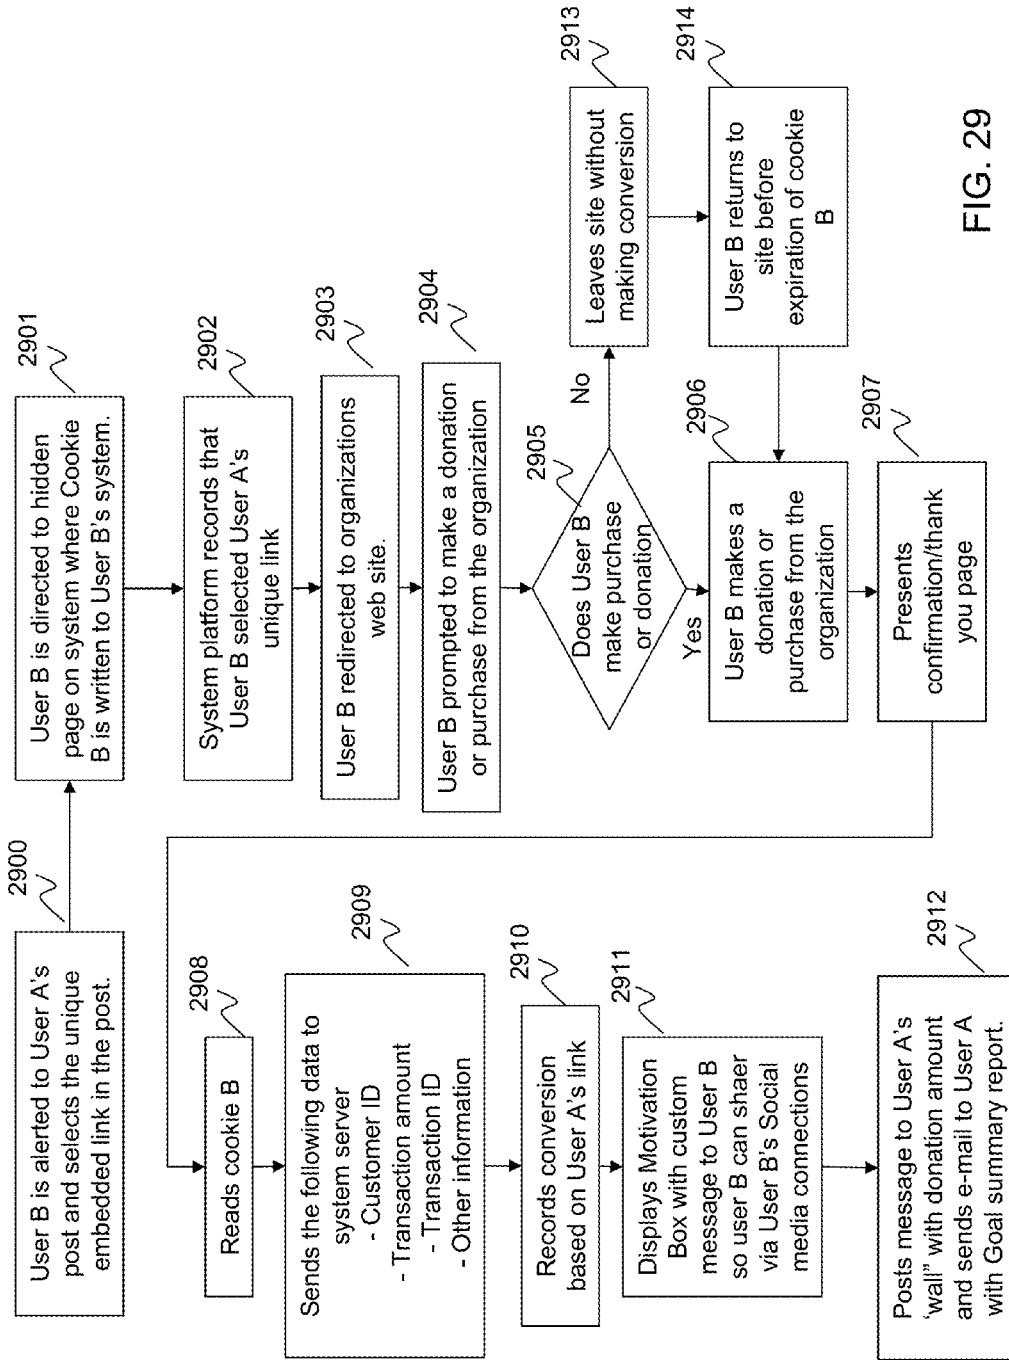 2900
User B is alerted to User A's
post and selects the unique
embedded link in the post.
2901
User B is directed to hidden
page on system where Cookie
B is written to User B's system.
2902
System platform records that
User B selected User A's
unique link
2903
User B redirected to organizations
web site.
2904
User B prompted to make a donation
or purchase from the organization
2905
Does User B
make purchase
or donation
No
Yes
2913
Leaves site without
making conversion
2914
User B returns to
site before
expiration of cookie
B
2906
User B makes a
donation or
purchase from the
organization
2907
Presents
confirmation/thank
you page
2908
Reads cookie B
2909
Sends the following data to
system server
- Customer ID
- Transaction amount
- Transaction ID
- Other information
2910
Records conversion
based on User A's link
2911
Displays Motivation
Box with custom
message to User B
so user B can shaer
via User B's Social
media connections
2912
Posts message to User A's
'wall" with donation amount
and sends e-mail to User A
with Goal summary report.
FIG. 29